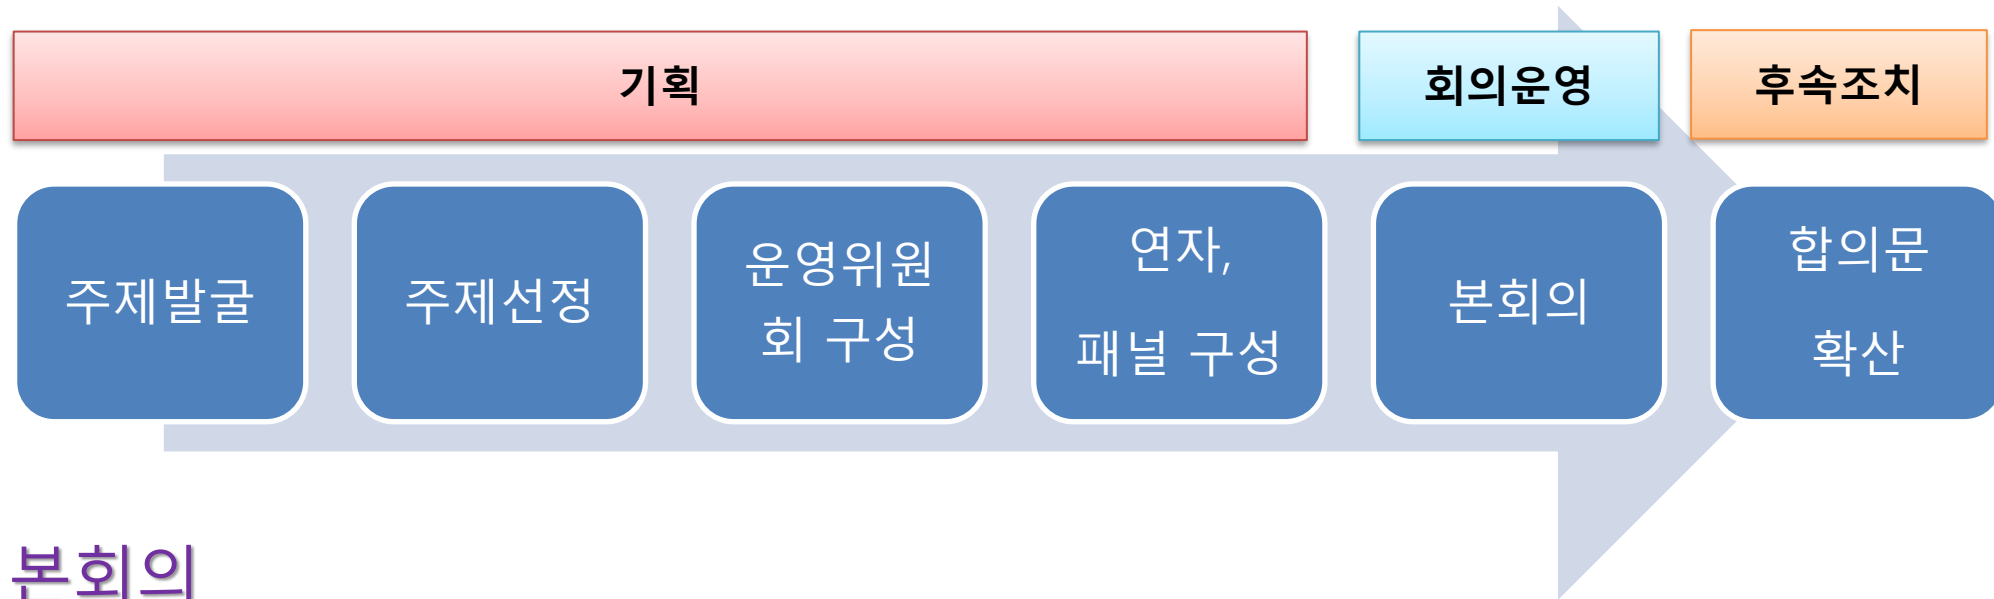 기획
회의운영
후속조치
주제발굴
주제선정
운영위원
회 구성
연자,
패널 구성
본회의
합의문
확산
본회의